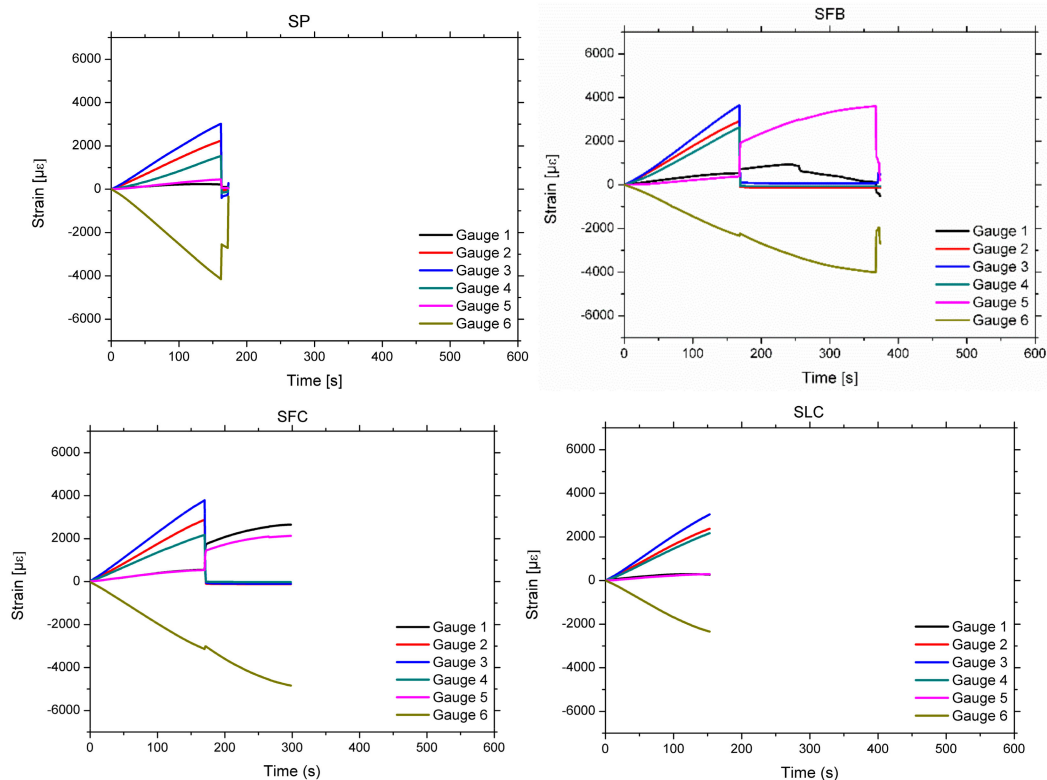 SP
6000
4000
2000
0
-2000
-4000
-6000
Strain [με]
Gauge 1
Gauge 2
Gauge 3
Gauge 4
Gauge 5
Gauge 6
0 100 200 300 400 500 600
Time [s]
SFB
6000
4000
2000
0
-2000
-4000
-6000
Strain [με]
Gauge 1
Gauge 2
Gauge 3
Gauge 4
Gauge 5
Gauge 6
0 100 200 300 400 500 600
Time [s]
SFC
6000
4000
2000
0
-2000
-4000
-6000
Strain [με]
Gauge 1
Gauge 2
Gauge 3
Gauge 4
Gauge 5
Gauge 6
0 100 200 300 400 500 600
Time (s)
SLC
6000
4000
2000
0
-2000
-4000
-6000
Strain [με]
Gauge 1
Gauge 2
Gauge 3
Gauge 4
Gauge 5
Gauge 6
0 100 200 300 400 500 600
Time (s)